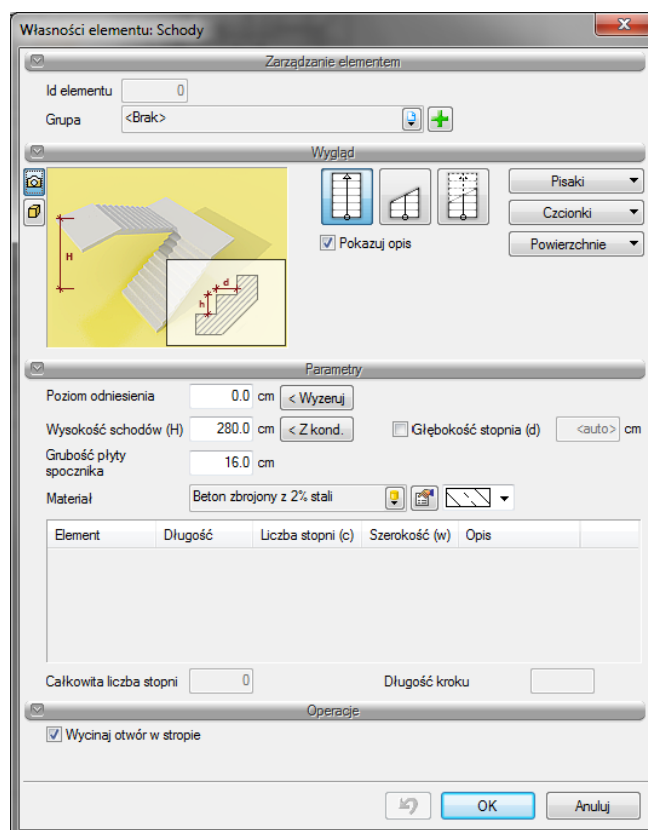 Własności elementu: Schody
Zarządzanie elementem
Id elementu 0
Grupa <Brak>
Wygląd
H
d
h
Pisaki
Czcionki
Powierzchnie
Pokazuj opis
Parametry
Poziom odniesienia 0.0 cm < Wyzeruj
Wysokość schodów (H) 280.0 cm < Z kond. Głębokość stopnia (d) <auto> cm
Grubość płyty
spocznika 16.0 cm
Materiał Beton zbrojony z 2% stali
Element Długość Liczba stopni (c) Szerokość (w) Opis
Całkowita liczba stopni 0 Długość kroku
Operacje
Wycinaj otwór w stropie
OK Anuluj